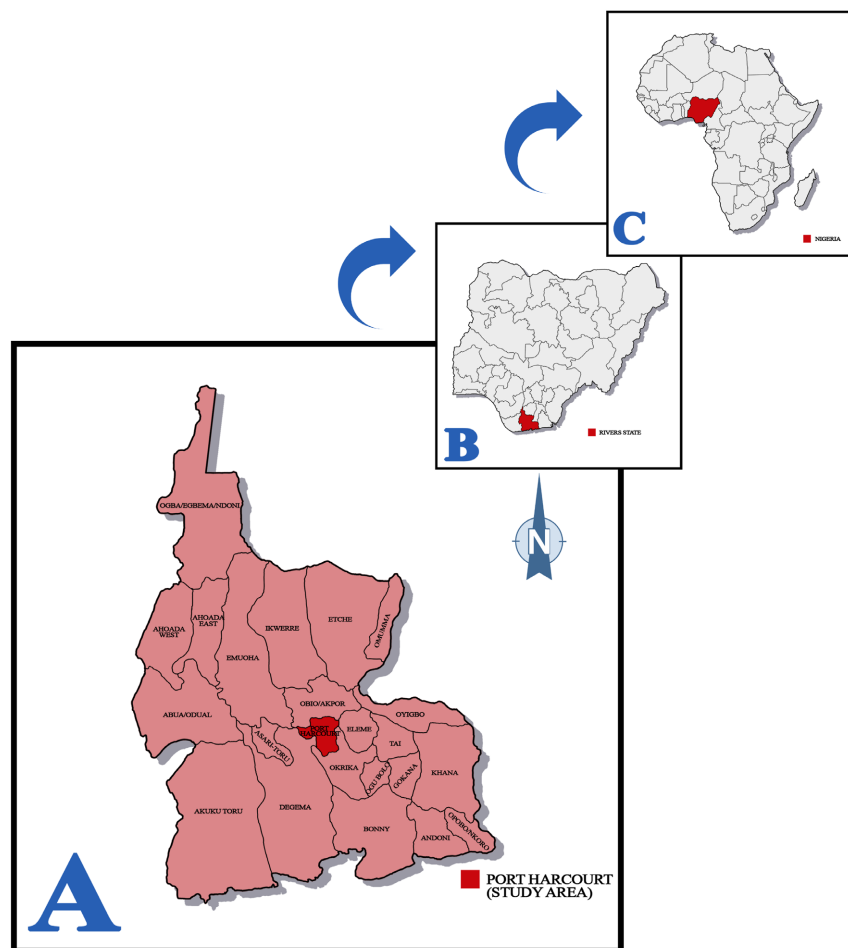 C
NIGERIA
B
RIVERS STATE
N
OGBA/EGBEMA/NDONI
AHOADA
WEST
AHOADA
EAST
EMUOHA
IKWERRE
ETCHE
OMUMMA
ABUA/ODUAL
OBIO/AKPOR
OYIGBO
PORT
HARCOURT
ELEME
ASARI-TORU
TAI
OKRIKA
OGU BOLO
GOKANA
KHANA
AKUKU TORU
DEGEMA
BONNY
ANDONI
OPOBO/NKORO
A
PORT HARCOURT
(STUDY AREA)